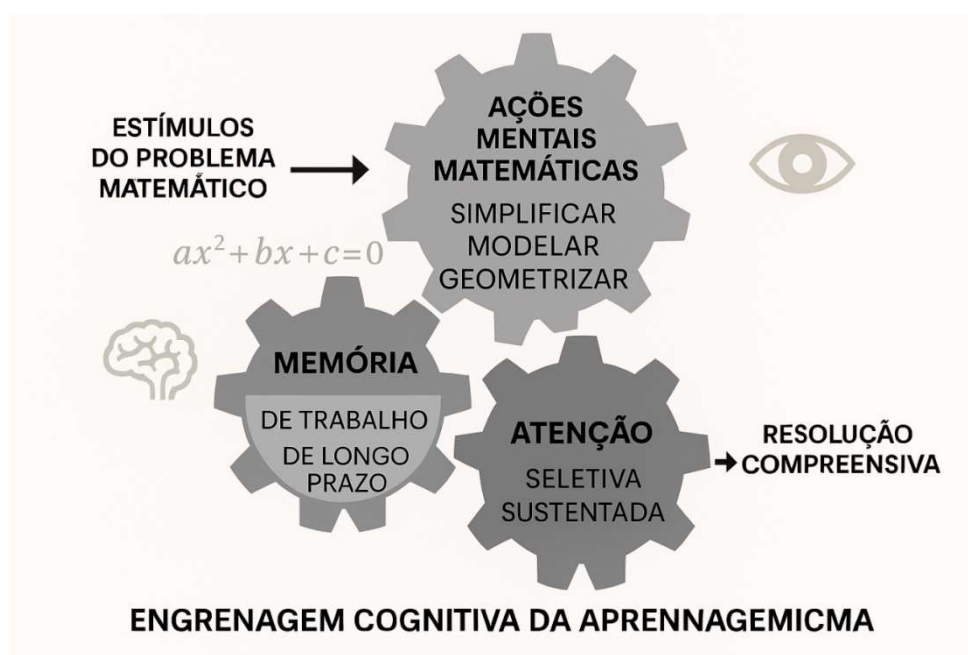 ESTÍMULOS
DO PROBLEMA
MATEMÁTICO
AÇÕES
MENTAIS
MATEMÁTICAS
SIMPLIFICAR
MODELAR
GEOMETRIZAR
ax²+bx+c=0
MEMÓRIA
DE TRABALHO
DE LONGO
PRAZO
ATENÇÃO
SELETIVA
SUSTENTADA
RESOLUÇÃO
COMPREENSIVA
ENGRENAGEM COGNITIVA DA APRENNAGEMICMA